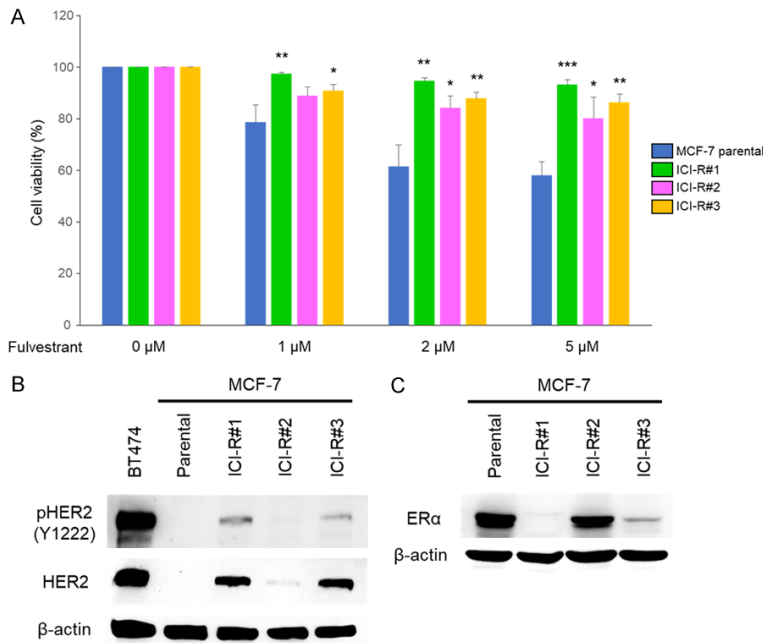 A
120
**
*
**
*
**
***
*
**
100
80
60
40
20
0
Cell viability (%)
MCF-7 parental
ICI-R#1
ICI-R#2
ICI-R#3
Fulvestrant 0 μM 1 μM 2 μM 5 μM
B
MCF-7
BT474 Parental ICI-R#1 ICI-R#2 ICI-R#3
pHER2
(Y1222)
HER2
β-actin
C
MCF-7
Parental ICI-R#1 ICI-R#2 ICI-R#3
ERα
β-actin